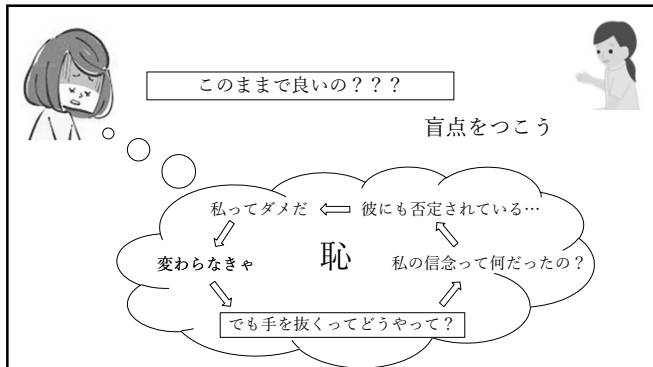 このままで良いの？？？
盲点をつこう
私ってダメだ
彼にも否定されている…
変わらなきゃ
恥
私の信念って何だったの？
でも手を抜くってどうやって？